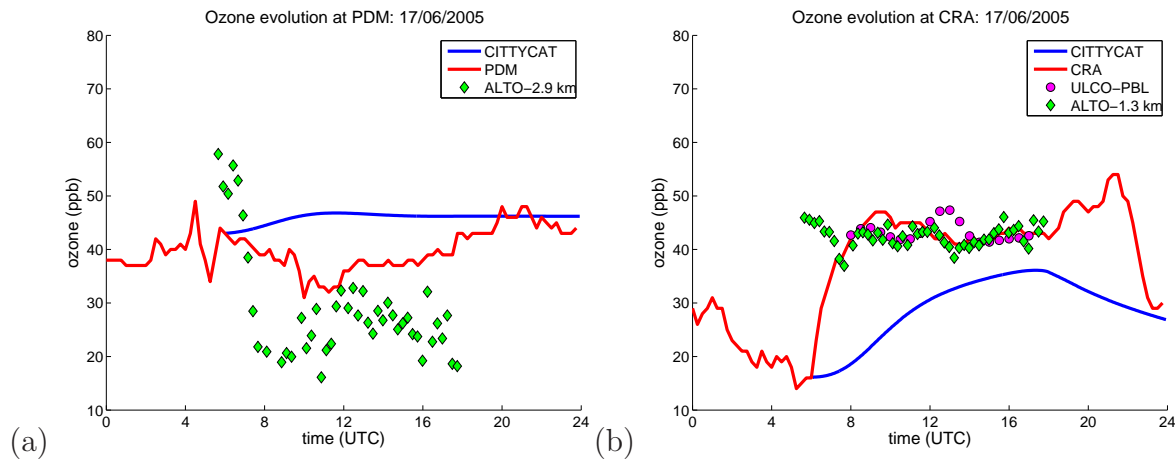 Ozone evolution at PDM: 17/06/2005
80
70
60
50
40
30
20
10
0
4
8
12
16
20
24
ozone (ppb)
time (UTC)
CITTYCAT
PDM
ALTO−2.9 km
(a)
Ozone evolution at CRA: 17/06/2005
80
70
60
50
40
30
20
10
0
4
8
12
16
20
24
ozone (ppb)
time (UTC)
CITTYCAT
CRA
ULCO−PBL
ALTO−1.3 km
(b)